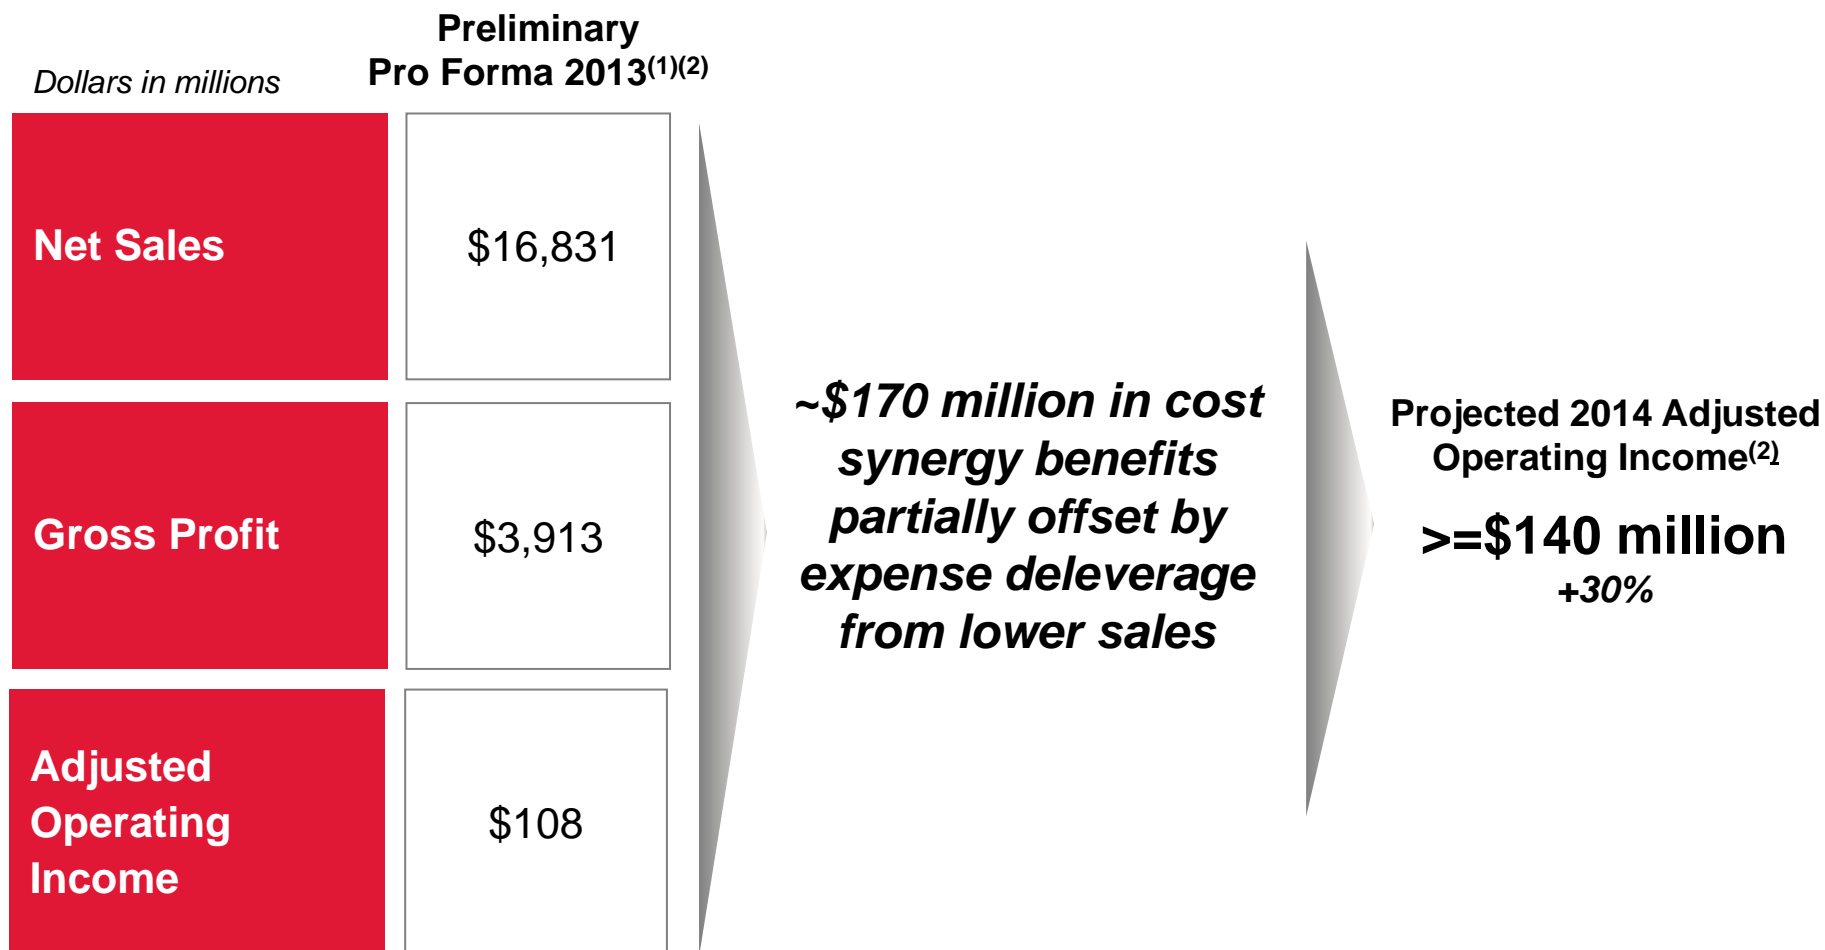 Preliminary
Pro Forma 2013(1)(2)
Dollars in millions
Net Sales
$16,831
Gross Profit
$3,913
Adjusted
Operating
Income
$108
~$170 million in cost
synergy benefits
partially offset by
expense deleverage
from lower sales
Projected 2014 Adjusted
Operating Income(2)
>=$140 million
+30%